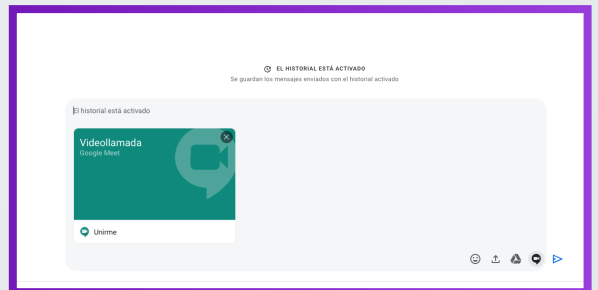 EL HISTORIAL ESTÁ ACTIVADO
Se guardan los mensajes enviados con el historial activado
El historial está activado
Videollamada
Google Meet
Unirme